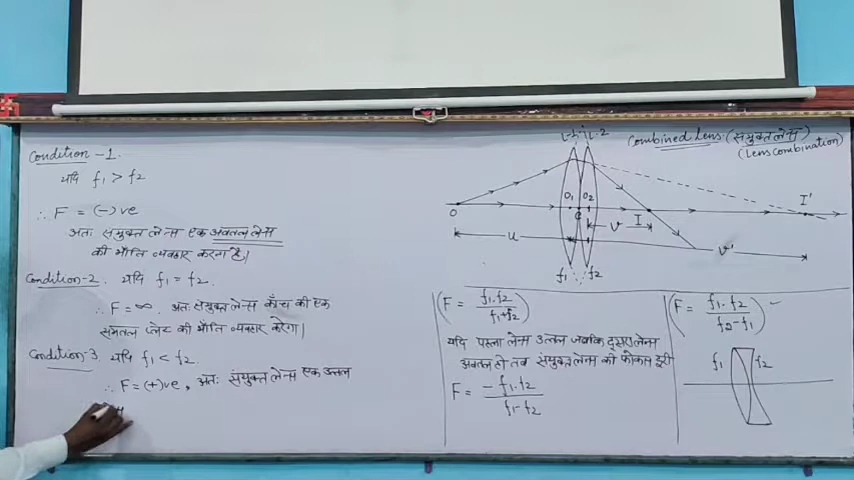 Condition-1.
यदि f₁ > f₂
∴ F = (-)ve
अतः संयुक्त लेन्स एक अवतल लेन्स
की भाँति व्यवहार करता है।
Condition-2. यदि f₁ = f₂.
∴ F = ∞. अतः संयुक्त लेन्स काँच की एक
समतल प्लेट की भाँति व्यवहार करेगा।
Condition-3 यदि f₁ < f₂.
∴ F = (+)ve, अतः संयुक्त लेन्स एक उत्तल
L-1 L-2
Combined Lens (संयुक्त लेन्स)
(Lens Combination)
O O₁ O₂ C I I'
u v v'
f₁ f₂
F = f₁.f₂ / f₁+f₂
F = f₁.f₂ / f₂-f₁
यदि पहला लेन्स उत्तल जबकि दूसरा लेन्स
अवतल हो तब संयुक्त लेन्स की फोकस दूरी
F = -f₁.f₂ / f₁-f₂
f₁ f₂